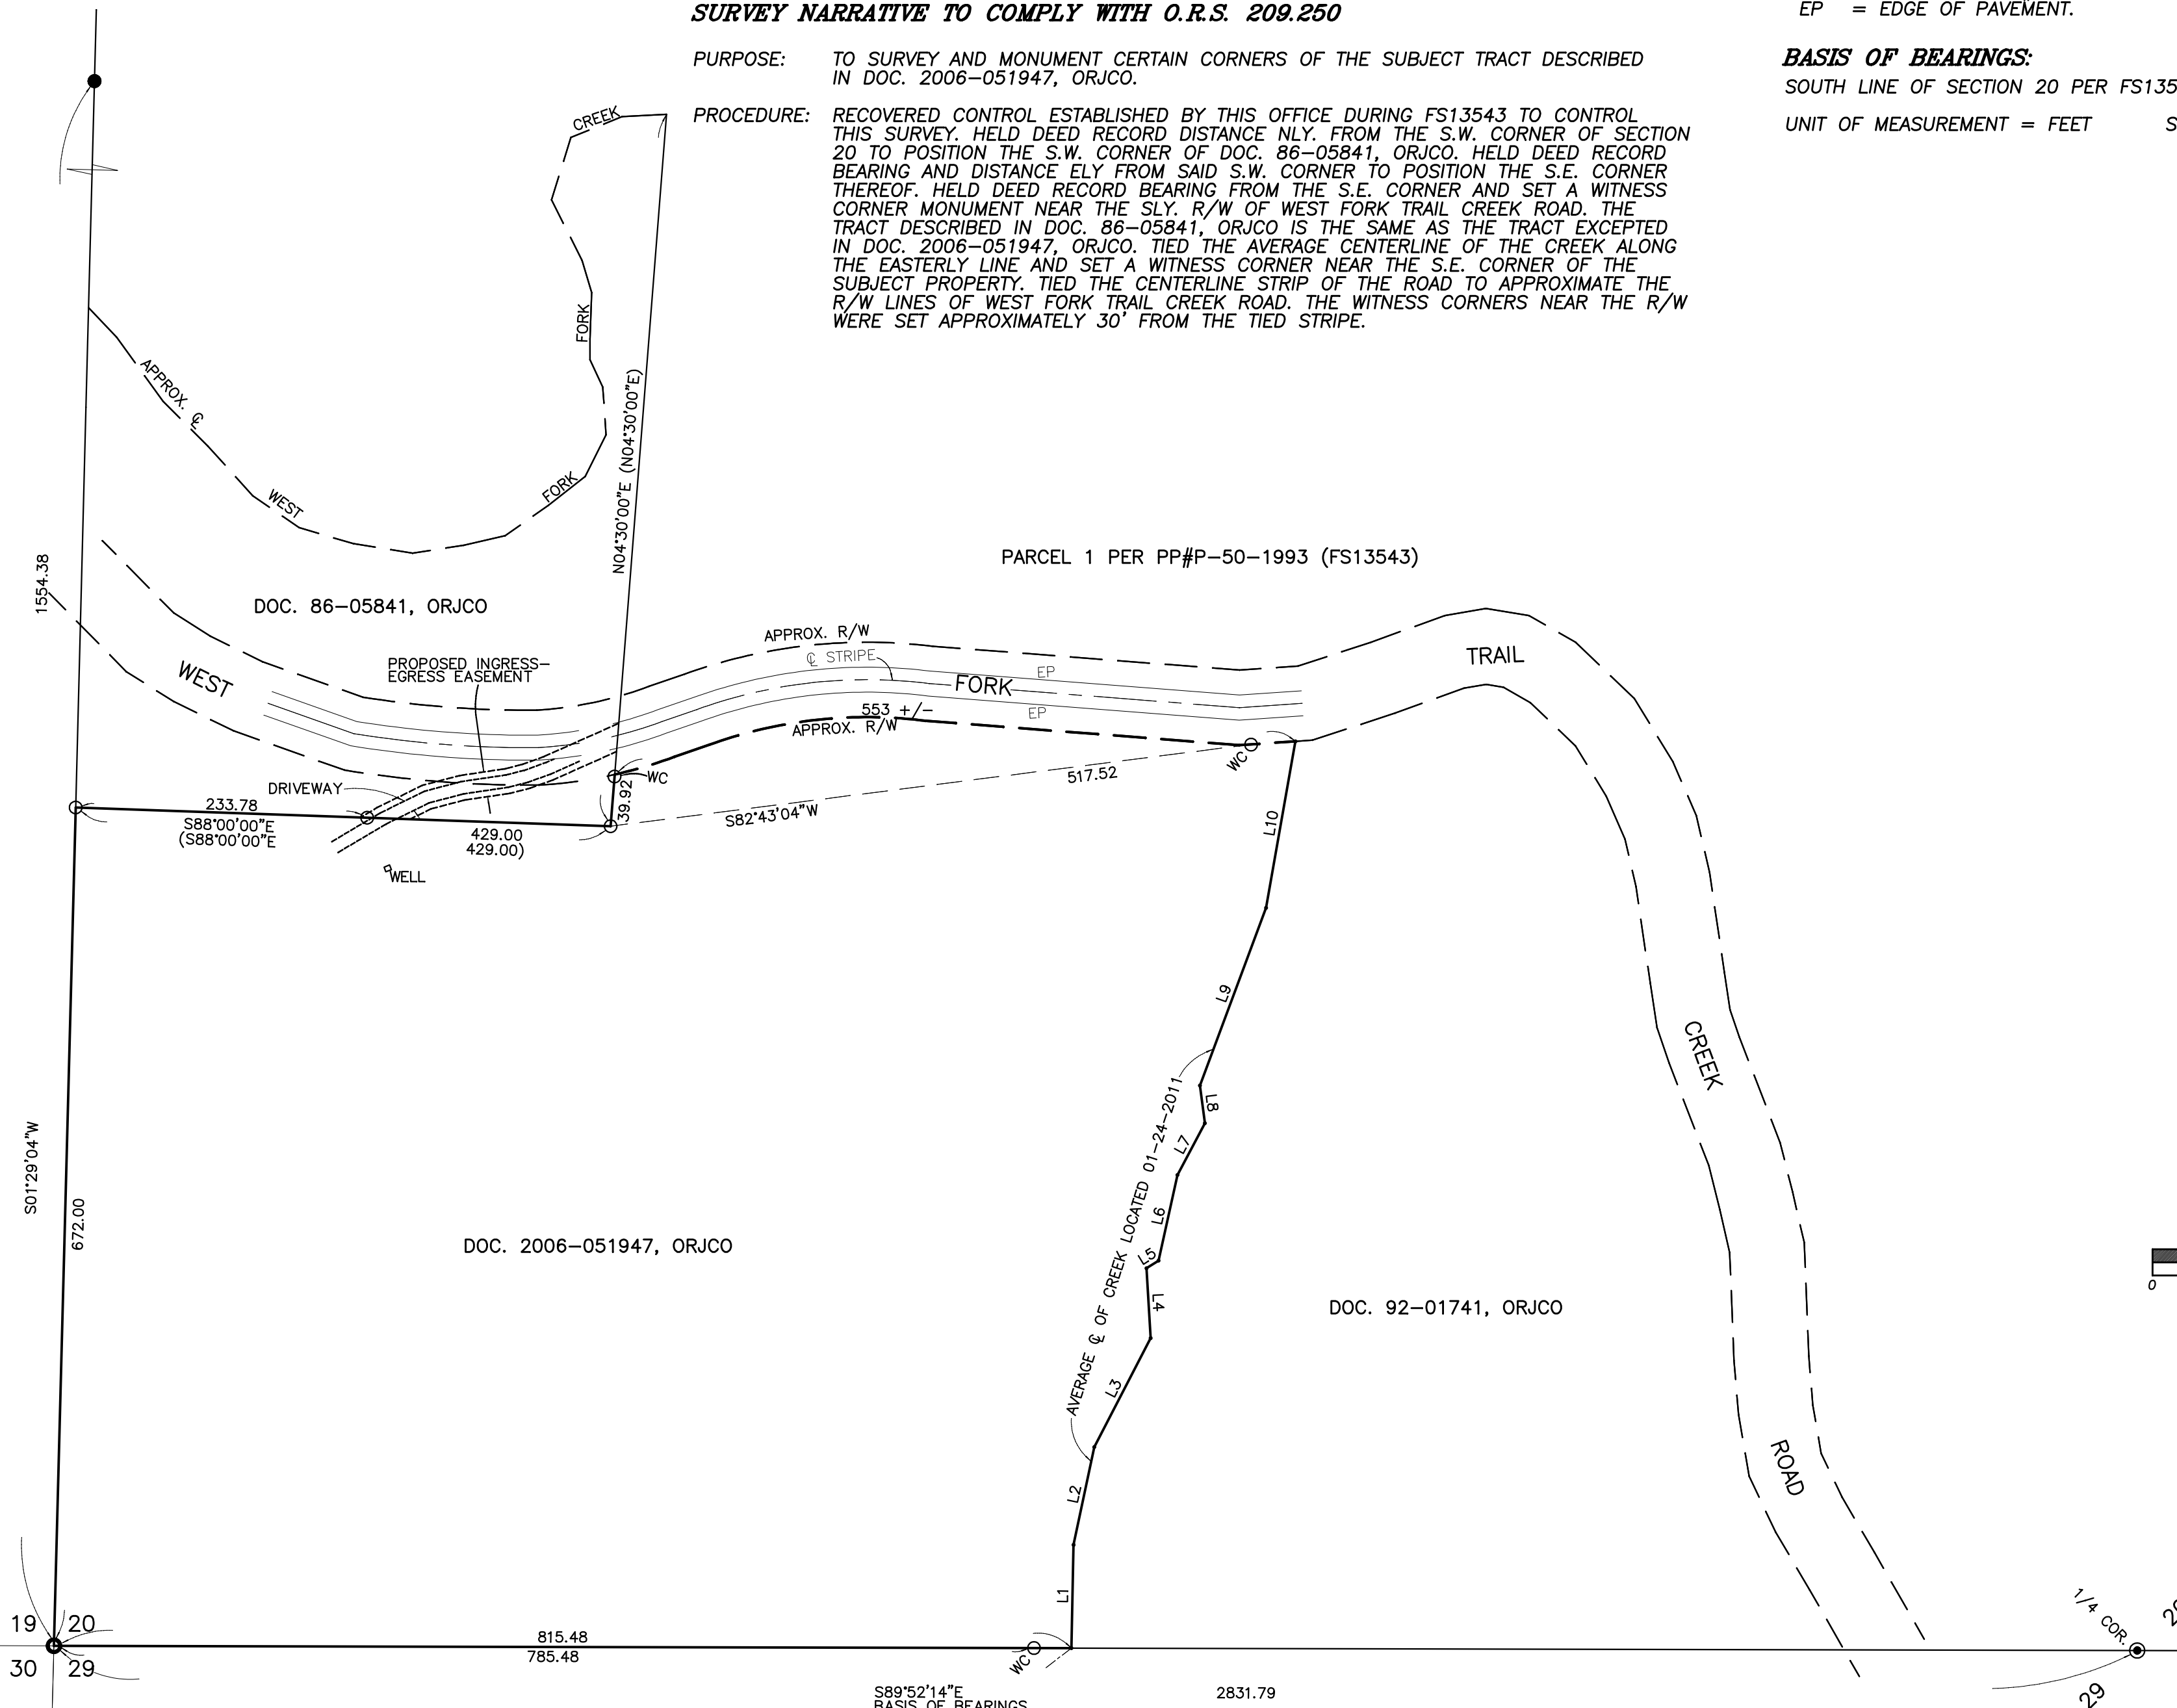 SURVEY NARRATIVE TO COMPLY WITH O.R.S. 209.250
PURPOSE: TO SURVEY AND MONUMENT CERTAIN CORNERS OF THE SUBJECT TRACT DESCRIBED
IN DOC. 2006-051947, ORJCO.
PROCEDURE: RECOVERED CONTROL ESTABLISHED BY THIS OFFICE DURING FS13543 TO CONTROL
THIS SURVEY. HELD DEED RECORD DISTANCE NLY. FROM THE S.W. CORNER OF SECTION
20 TO POSITION THE S.W. CORNER OF DOC. 86-05841, ORJCO. HELD DEED RECORD
BEARING AND DISTANCE ELY FROM SAID S.W. CORNER TO POSITION THE S.E. CORNER
THEREOF. HELD DEED RECORD BEARING FROM THE S.E. CORNER AND SET A WITNESS
CORNER MONUMENT NEAR THE SLY. R/W OF WEST FORK TRAIL CREEK ROAD. THE
TRACT DESCRIBED IN DOC. 86-05841, ORJCO IS THE SAME AS THE TRACT EXCEPTED
IN DOC. 2006-051947, ORJCO. TIED THE AVERAGE CENTERLINE OF THE CREEK ALONG
THE EASTERLY LINE AND SET A WITNESS CORNER NEAR THE S.E. CORNER OF THE
SUBJECT PROPERTY. TIED THE CENTERLINE STRIP OF THE ROAD TO APPROXIMATE THE
R/W LINES OF WEST FORK TRAIL CREEK ROAD. THE WITNESS CORNERS NEAR THE R/W
WERE SET APPROXIMATELY 30' FROM THE TIED STRIPE.
EP = EDGE OF PAVEMENT.
BASIS OF BEARINGS:
SOUTH LINE OF SECTION 20 PER FS135
UNIT OF MEASUREMENT = FEET S
CREEK
FORK
APPROX. ℄
WEST
FORK
N04°30'00"E (N04°30'00"E)
1554.38
PARCEL 1 PER PP#P-50-1993 (FS13543)
DOC. 86-05841, ORJCO
WEST
PROPOSED INGRESS-
EGRESS EASEMENT
APPROX. R/W
℄ STRIPE
EP
FORK
TRAIL
553 +/-
EP
APPROX. R/W
WC
WC
517.52
39.92
S82°43'04"W
DRIVEWAY
233.78
S88°00'00"E
(S88°00'00"E
429.00
429.00)
WELL
L10
L9
L8
L7
L6
L5
L4
L3
L2
L1
AVERAGE ℄ OF CREEK LOCATED 01-24-2011
CREEK
ROAD
S01°29'04"W
672.00
DOC. 2006-051947, ORJCO
DOC. 92-01741, ORJCO
0
19 20
30 29
815.48
785.48
WC
1/4 COR.
29
S89°52'14"E
BASIS OF BEARINGS
2831.79